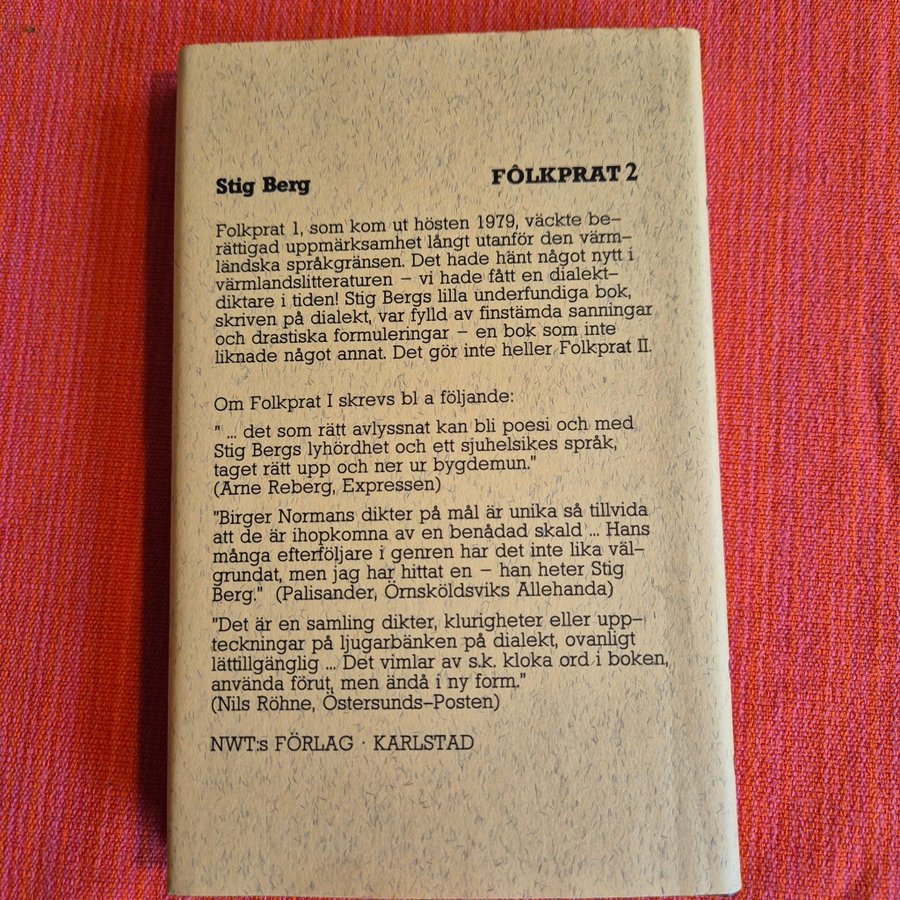 Stig Berg FÔLKPRAT 2
Folkprat 1, som kom ut hösten 1979, väckte be-
rättigad uppmärksamhet långt utanför den värm-
ländska språkgränsen. Det hade hänt något nytt i
värmlandslitteraturen – vi hade fått en dialekt-
diktare i tiden! Stig Bergs lilla underfundiga bok,
skriven på dialekt, var fylld av finstämda sanningar
och drastiska formuleringar – en bok som inte
liknade något annat. Det gör inte heller Folkprat II.
Om Folkprat I skrevs bl a följande:
" ... det som rätt avlyssnat kan bli poesi och med
Stig Bergs lyhördhet och ett sjuhelsikes språk,
taget rätt upp och ner ur bygdemun."
(Arne Reberg, Expressen)
"Birger Normans dikter på mål är unika så tillvida
att de är ihopkomna av en benådad skald ... Hans
många efterföljare i genren har det inte lika väl-
grundat, men jag har hittat en – han heter Stig
Berg." (Palisander, Örnsköldsviks Allehanda)
"Det är en samling dikter, klurigheter eller upp-
teckningar på ljugarbänken på dialekt, ovanligt
lättillgänglig ... Det vimlar av s.k. kloka ord i boken,
använda förut, men ändå i ny form."
(Nils Röhne, Östersunds-Posten)
NWT:s FÖRLAG · KARLSTAD